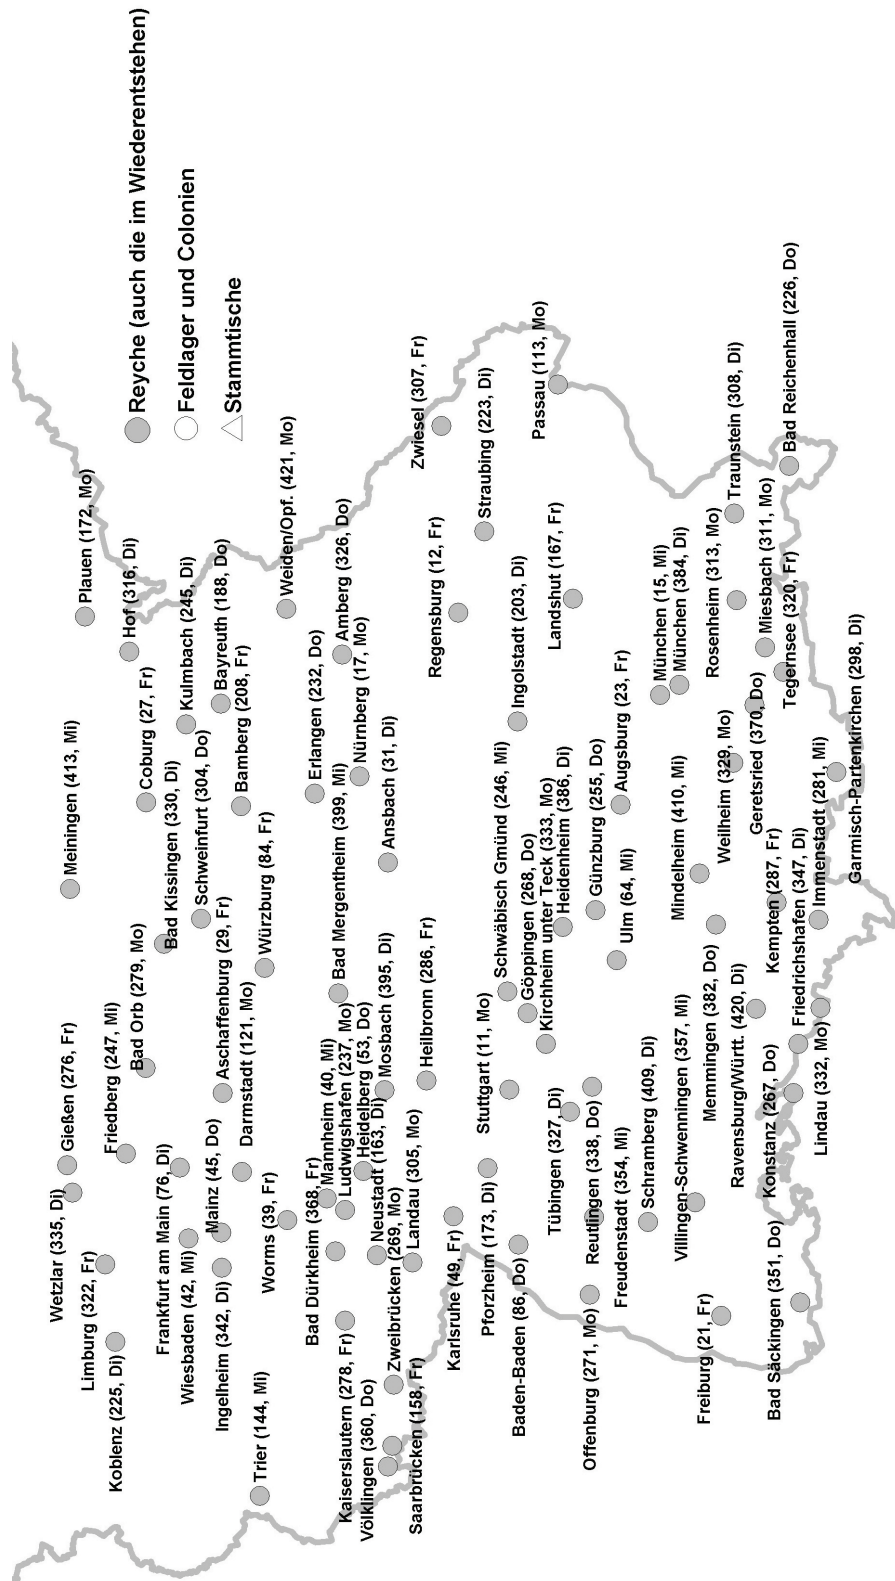 Reyche (auch die im Wiederentstehen)
Feldlager und Colonien
Stammtische
Plauen (172, Mo)
Hof (316, Di)
Meiningen (413, Mi)
Coburg (27, Fr)
Kulmbach (245, Di)
Bad Kissingen (330, Di)
Bayreuth (188, Do)
Schweinfurt (304, Do)
Bamberg (208, Fr)
Weiden/Opf. (421, Mo)
Gießen (276, Fr)
Wetzlar (335, Di)
Friedberg (247, Mi)
Bad Orb (279, Mo)
Limburg (322, Fr)
Koblenz (225, Di)
Frankfurt am Main (76, Di)
Aschaffenburg (29, Fr)
Würzburg (84, Fr)
Wiesbaden (42, Mi)
Mainz (45, Do)
Ingelheim (342, Di)
Darmstadt (121, Mo)
Trier (144, Mi)
Worms (39, Fr)
Erlangen (232, Do)
Amberg (326, Do)
Nürnberg (17, Mo)
Bad Mergentheim (399, Mi)
Ansbach (31, Di)
Bad Dürkheim (368, Fr)
Mannheim (40, Mi)
Ludwigshafen (237, Mo)
Heidelberg (53, Do)
Mosbach (395, Di)
Kaiserslautern (278, Fr)
Neustadt (163, Di)
Völklingen (360, Do)
Zweibrücken (269, Mo)
Saarbrücken (158, Fr)
Landau (305, Mo)
Heilbronn (286, Fr)
Zwiesel (307, Fr)
Regensburg (12, Fr)
Straubing (223, Di)
Passau (113, Mo)
Karlsruhe (49, Fr)
Pforzheim (173, Di)
Stuttgart (11, Mo)
Schwäbisch Gmünd (246, Mi)
Göppingen (268, Do)
Kirchheim unter Teck (333, Mo)
Heidenheim (386, Di)
Ingolstadt (203, Di)
Landshut (167, Fr)
Baden-Baden (86, Do)
Tübingen (327, Di)
Reutlingen (338, Do)
Günzburg (255, Do)
Augsburg (23, Fr)
Ulm (64, Mi)
Offenburg (271, Mo)
Freudenstadt (354, Mi)
Schramberg (409, Di)
München (15, Mi)
München (384, Di)
Mindelheim (410, Mi)
Villingen-Schwenningen (357, Mi)
Memmingen (382, Do)
Rosenheim (313, Mo)
Traunstein (308, Di)
Weilheim (329, Mo)
Freiburg (21, Fr)
Ravensburg/Württ. (420, Di)
Geretsried (370, Do)
Miesbach (311, Mo)
Bad Reichenhall (226, Do)
Kempten (287, Fr)
Tegernsee (320, Fr)
Konstanz (267, Do)
Bad Säckingen (351, Do)
Friedrichshafen (347, Di)
Lindau (332, Mo)
Immenstadt (281, Mi)
Garmisch-Partenkirchen (298, Di)